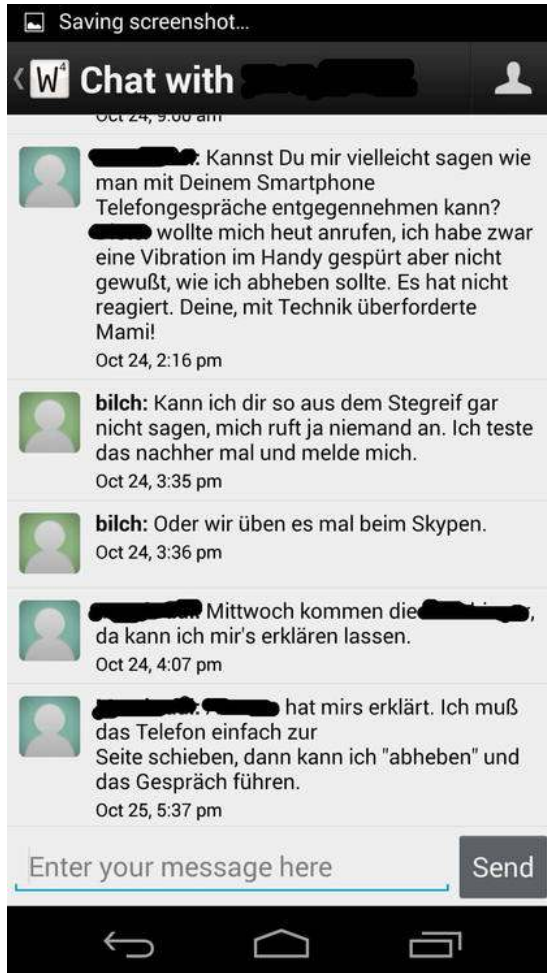 Saving screenshot...
W4 Chat with
Oct 24, 9:00 am
: Kannst Du mir vielleicht sagen wie
man mit Deinem Smartphone
Telefongespräche entgegennehmen kann?
wollte mich heut anrufen, ich habe zwar
eine Vibration im Handy gespürt aber nicht
gewußt, wie ich abheben sollte. Es hat nicht
reagiert. Deine, mit Technik überforderte
Mami!
Oct 24, 2:16 pm
bilch: Kann ich dir so aus dem Stegreif gar
nicht sagen, mich ruft ja niemand an. Ich teste
das nachher mal und melde mich.
Oct 24, 3:35 pm
bilch: Oder wir üben es mal beim Skypen.
Oct 24, 3:36 pm
Mittwoch kommen die ,
da kann ich mir's erklären lassen.
Oct 24, 4:07 pm
: hat mirs erklärt. Ich muß
das Telefon einfach zur
Seite schieben, dann kann ich "abheben" und
das Gespräch führen.
Oct 25, 5:37 pm
Enter your message here
Send